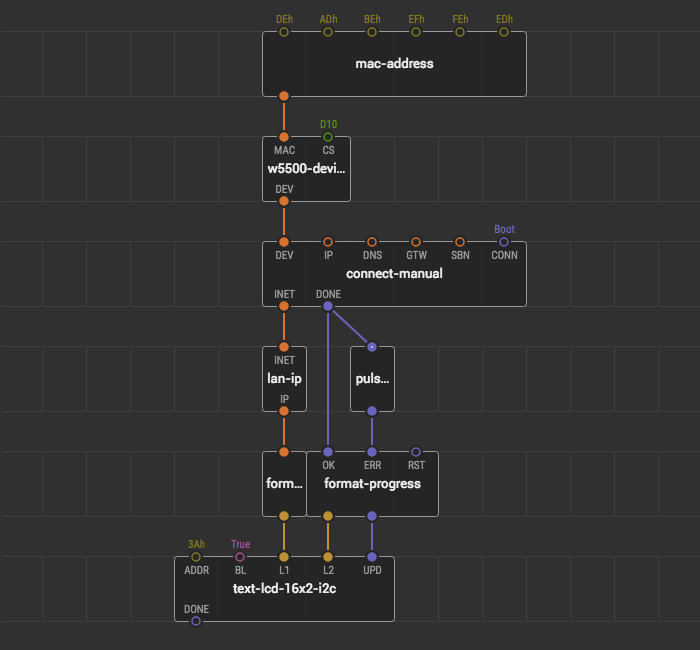 DEh ADh BEh EFh FEh EDh
mac-address
D10
MAC CS
w5500-devi...
DEV
Boot
DEV IP DNS GTW SBN CONN
connect-manual
INET DONE
INET
lan-ip puls...
IP
OK ERR RST
form... format-progress
3Ah True
ADDR BL L1 L2 UPD
text-lcd-16x2-i2c
DONE